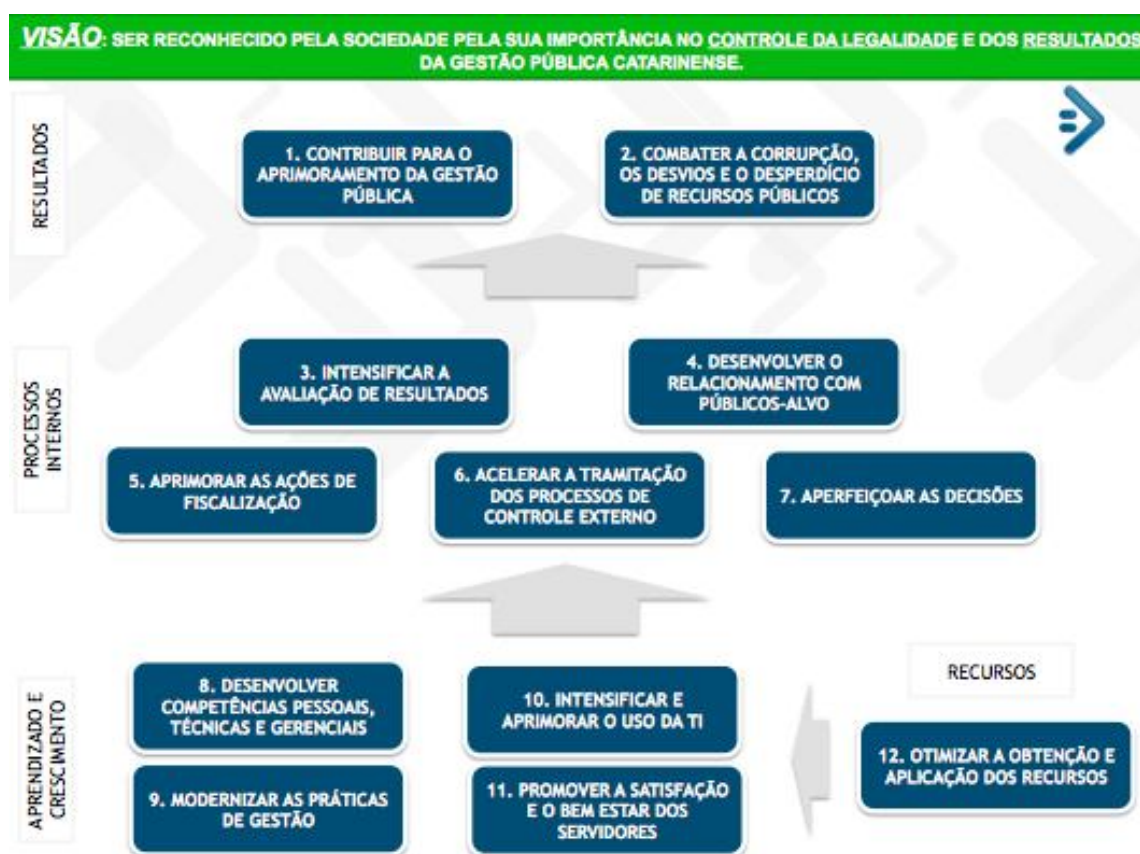 VISÃO: SER RECONHECIDO PELA SOCIEDADE PELA SUA IMPORTÂNCIA NO CONTROLE DA LEGALIDADE E DOS RESULTADOS
DA GESTÃO PÚBLICA CATARINENSE.
RESULTADOS
1. CONTRIBUIR PARA O
APRIMORAMENTO DA GESTÃO
PÚBLICA
2. COMBATER A CORRUPÇÃO,
OS DESVIOS E O DESPERDÍCIO
DE RECURSOS PÚBLICOS
PROCESSOS
INTERNOS
3. INTENSIFICAR A
AVALIAÇÃO DE RESULTADOS
4. DESENVOLVER O
RELACIONAMENTO COM
PÚBLICOS-ALVO
5. APRIMORAR AS AÇÕES DE
FISCALIZAÇÃO
6. ACELERAR A TRAMITAÇÃO
DOS PROCESSOS DE
CONTROLE EXTERNO
7. APERFEIÇOAR AS DECISÕES
APRENDIZADO E
CRESCIMENTO
8. DESENVOLVER
COMPETÊNCIAS PESSOAIS,
TÉCNICAS E GERENCIAIS
10. INTENSIFICAR E
APRIMORAR O USO DA TI
RECURSOS
9. MODERNIZAR AS PRÁTICAS
DE GESTÃO
11. PROMOVER A SATISFAÇÃO
E O BEM ESTAR DOS
SERVIDORES
12. OTIMIZAR A OBTENÇÃO E
APLICAÇÃO DOS RECURSOS